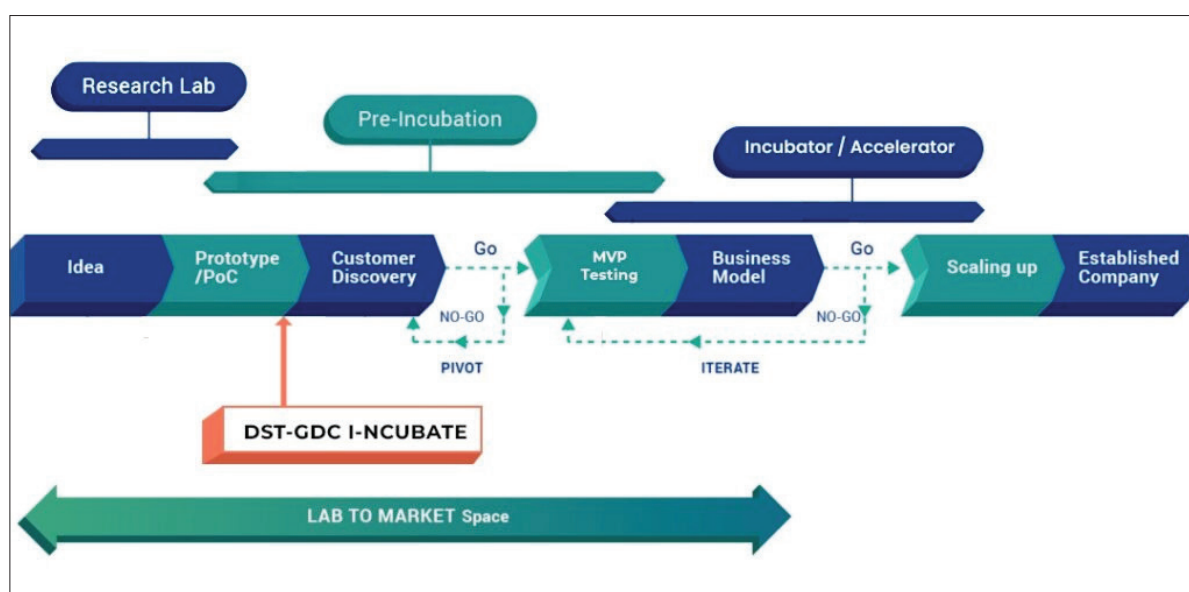 Research Lab
Pre-Incubation
Incubator / Accelerator
Idea
Prototype
/PoC
Customer
Discovery
Go
NO-GO
PIVOT
MVP
Testing
Business
Model
Go
NO-GO
ITERATE
Scaling up
Established
Company
DST-GDC I-NCUBATE
LAB TO MARKET Space